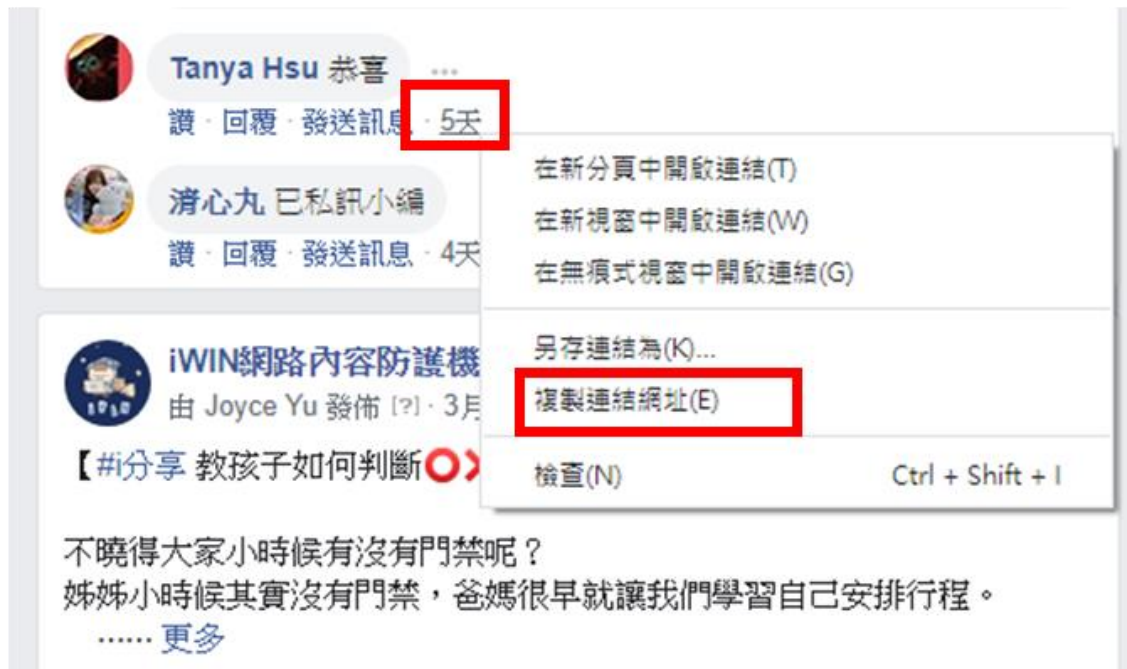 Tanya Hsu 恭喜 ...
讚 · 回覆 · 發送訊息 · 5天
濟心丸 已私訊小編
讚 · 回覆 · 發送訊息 · 4天
在新分頁中開啟連結(T)
在新視窗中開啟連結(W)
在無痕式視窗中開啟連結(G)
另存連結為(K)...
複製連結網址(E)
檢查(N) Ctrl + Shift + I
iWIN網路內容防護機
由 Joyce Yu 發佈 [?] · 3月
【#i分享 教孩子如何判斷⭕
不曉得大家小時候有沒有門禁呢？
姊姊小時候其實沒有門禁，爸媽很早就讓我們學習自己安排行程。
...... 更多